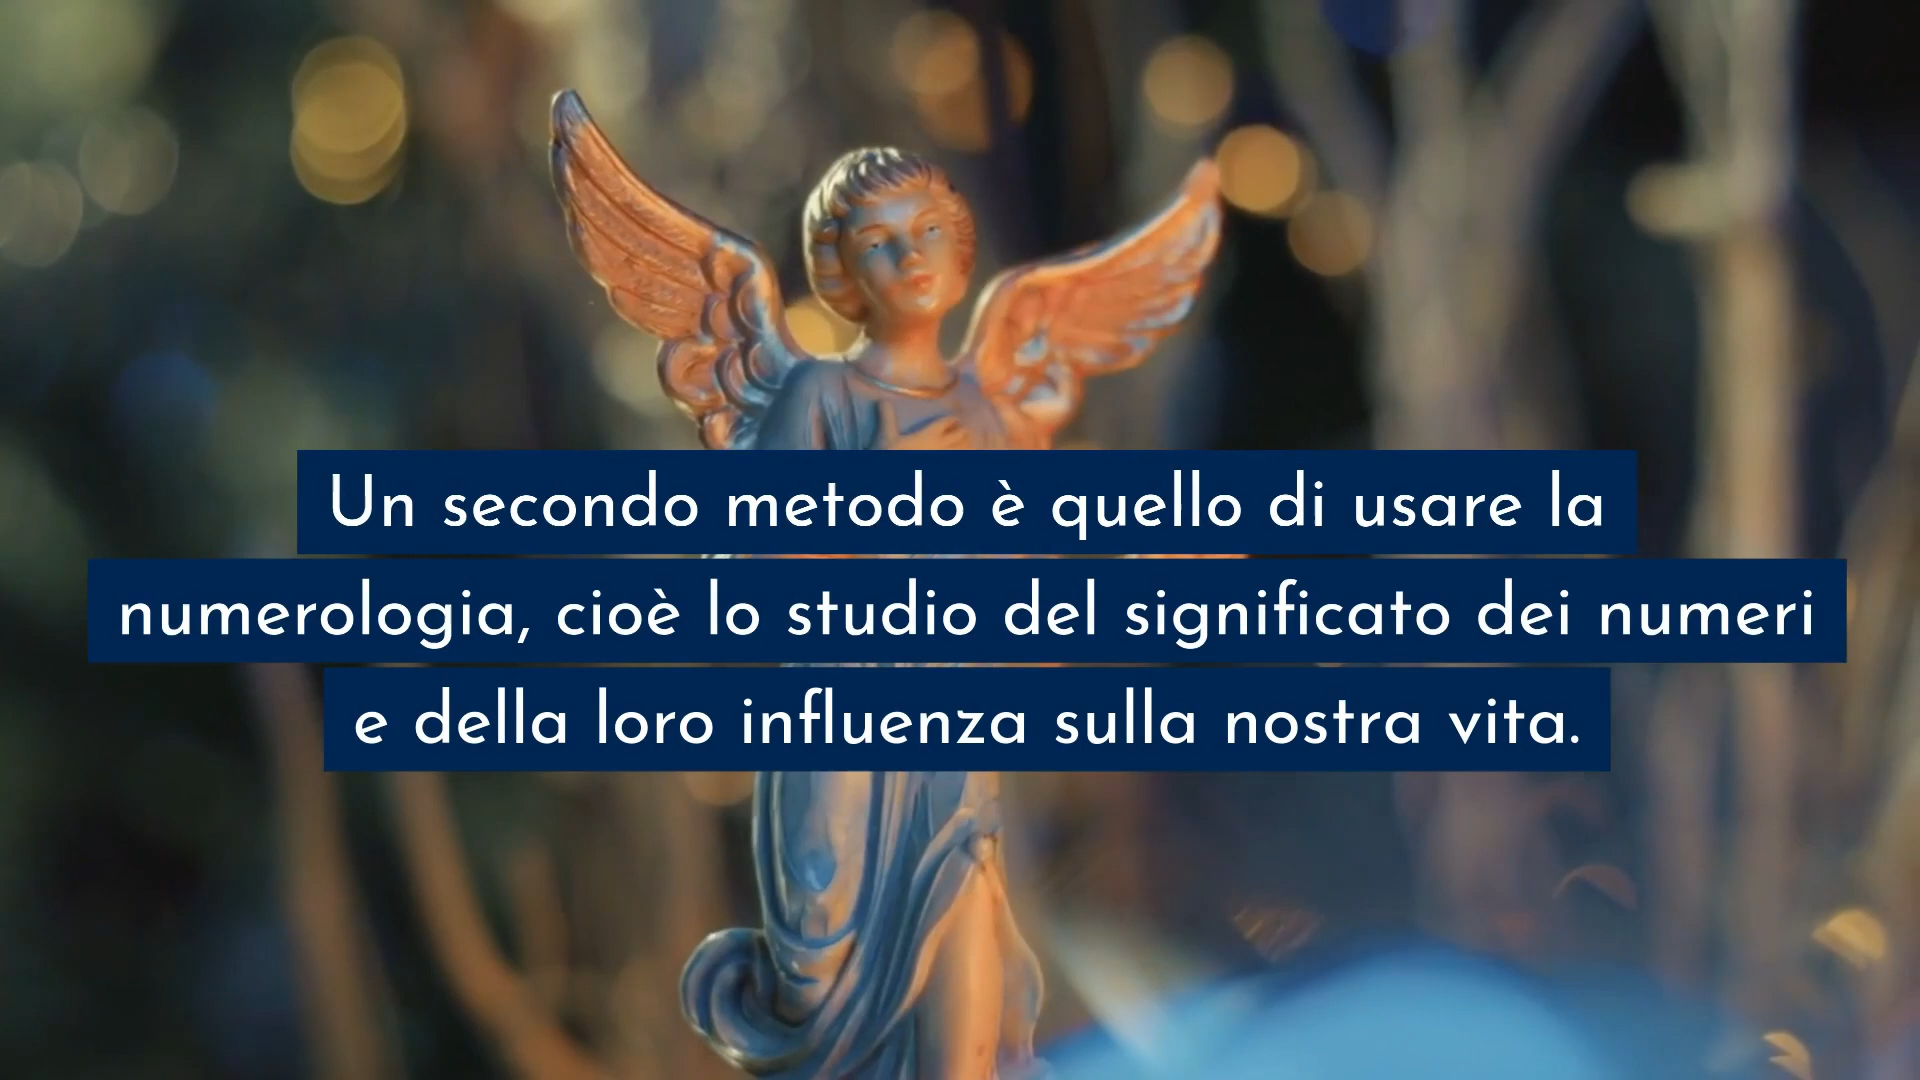 Un secondo metodo è quello di usare la
numerologia, cioè lo studio del significato dei numeri
e della loro influenza sulla nostra vita.